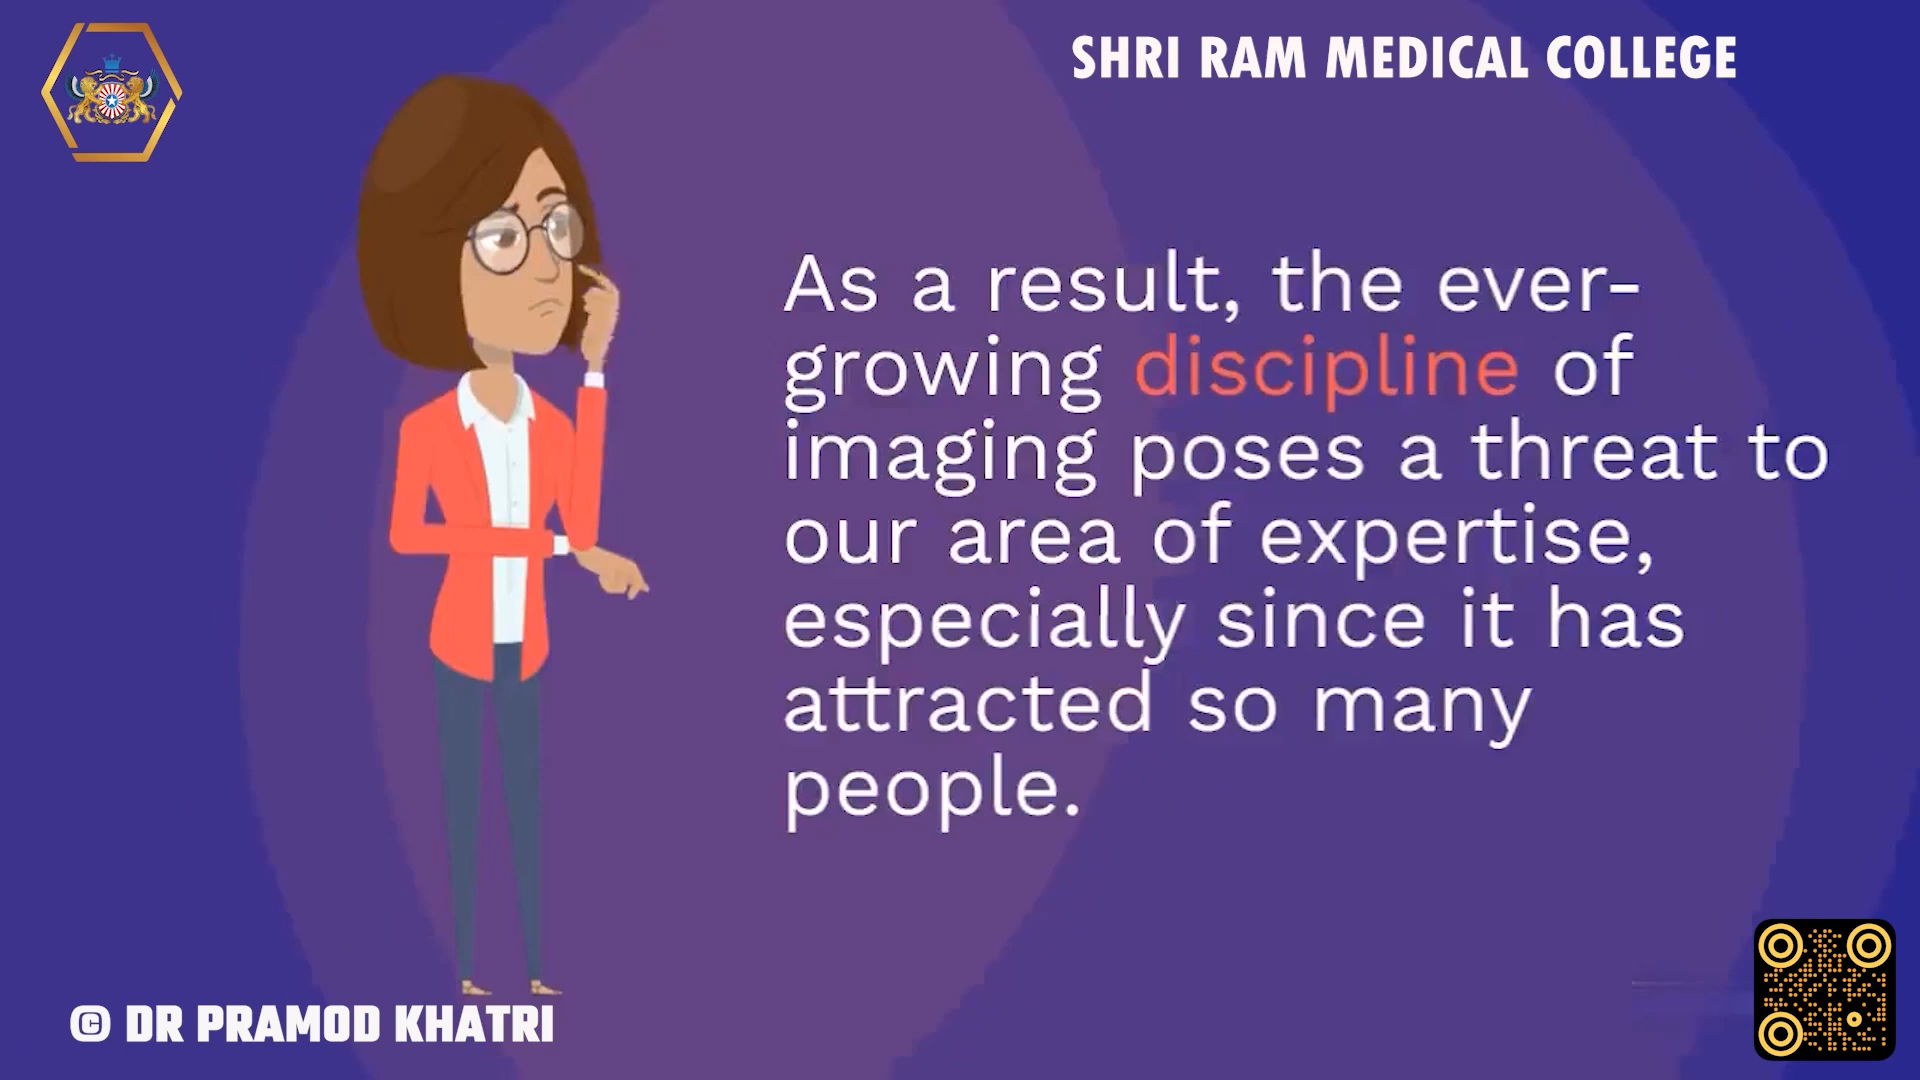 SHRI RAM MEDICAL COLLEGE
As a result, the ever-
growing discipline of
imaging poses a threat to
our area of expertise,
especially since it has
attracted so many
people.
© DR PRAMOD KHATRI